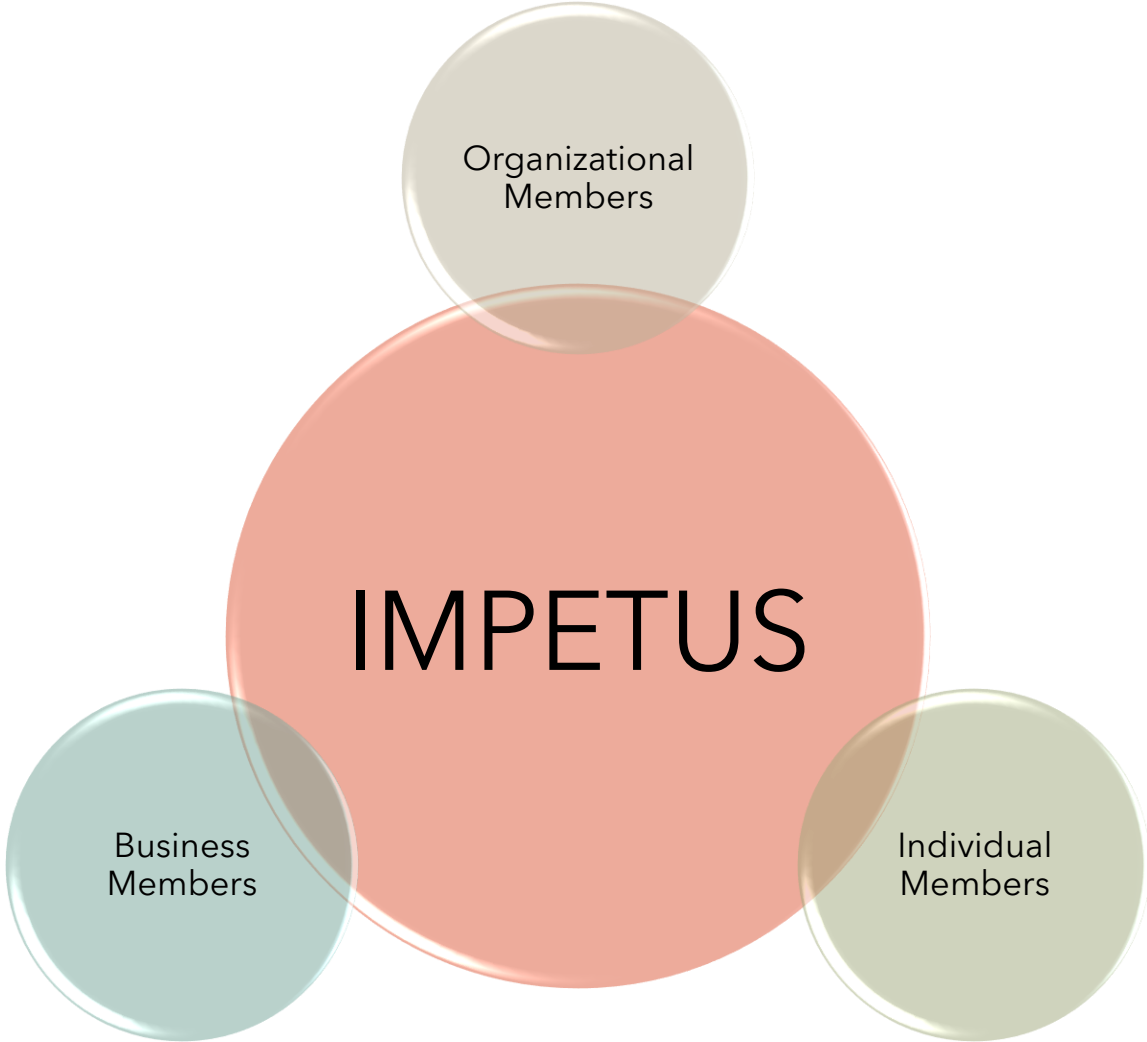 Organizational
Members
IMPETUS
Business
Members
Individual
Members